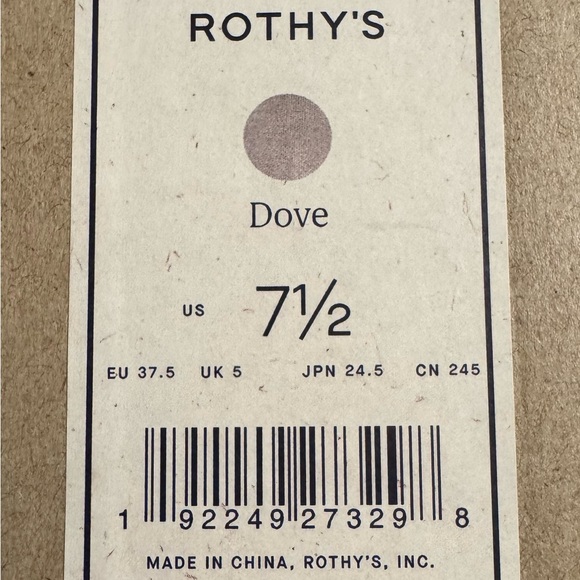 ROTHY'S
Dove
US 7½
EU 37.5 UK 5 JPN 24.5 CN 245
1 92249 27329 8
MADE IN CHINA, ROTHY'S, INC.